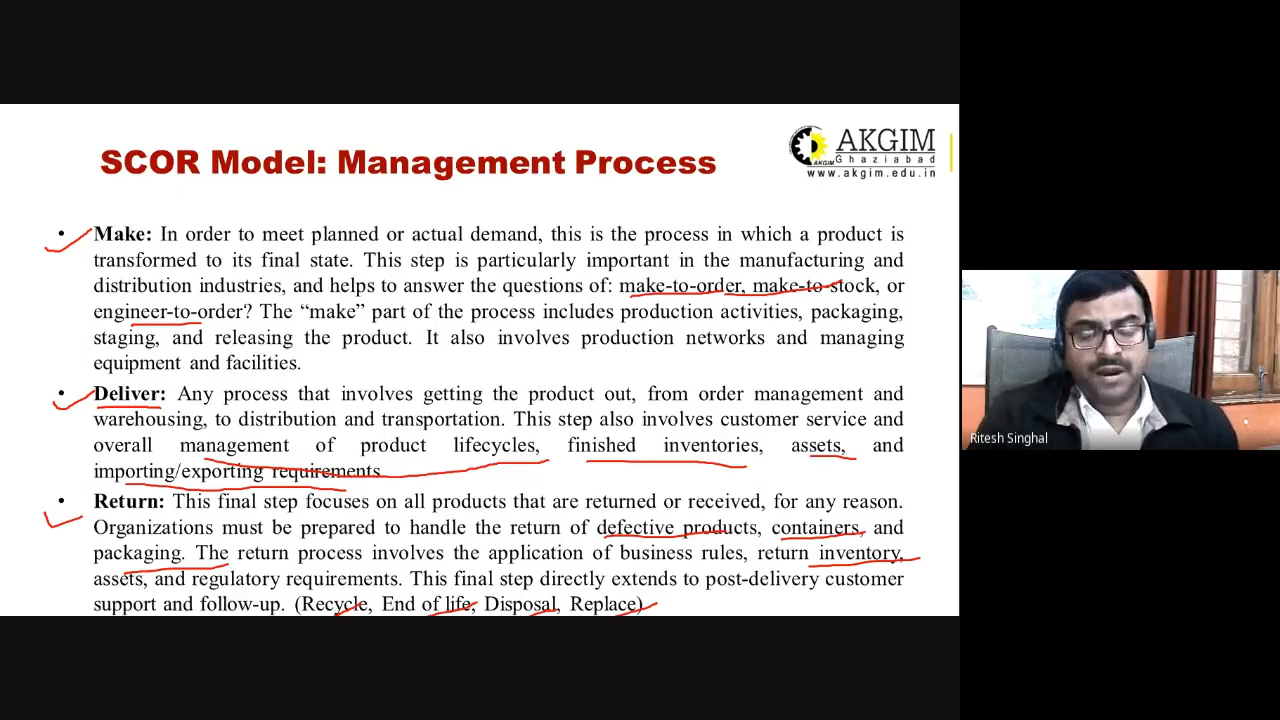 SCOR Model: Management Process
AKGIM
Ghaziabad
AKGIM
www.akgim.edu.in
• Make: In order to meet planned or actual demand, this is the process in which a product is
transformed to its final state. This step is particularly important in the manufacturing and
distribution industries, and helps to answer the questions of: make-to-order, make-to-stock, or
engineer-to-order? The “make” part of the process includes production activities, packaging,
staging, and releasing the product. It also involves production networks and managing
equipment and facilities.
• Deliver: Any process that involves getting the product out, from order management and
warehousing, to distribution and transportation. This step also involves customer service and
overall management of product lifecycles, finished inventories, assets, and
importing/exporting requirements
• Return: This final step focuses on all products that are returned or received, for any reason.
Organizations must be prepared to handle the return of defective products, containers, and
packaging. The return process involves the application of business rules, return inventory,
assets, and regulatory requirements. This final step directly extends to post-delivery customer
support and follow-up. (Recycle, End of life, Disposal, Replace)
Ritesh Singhal